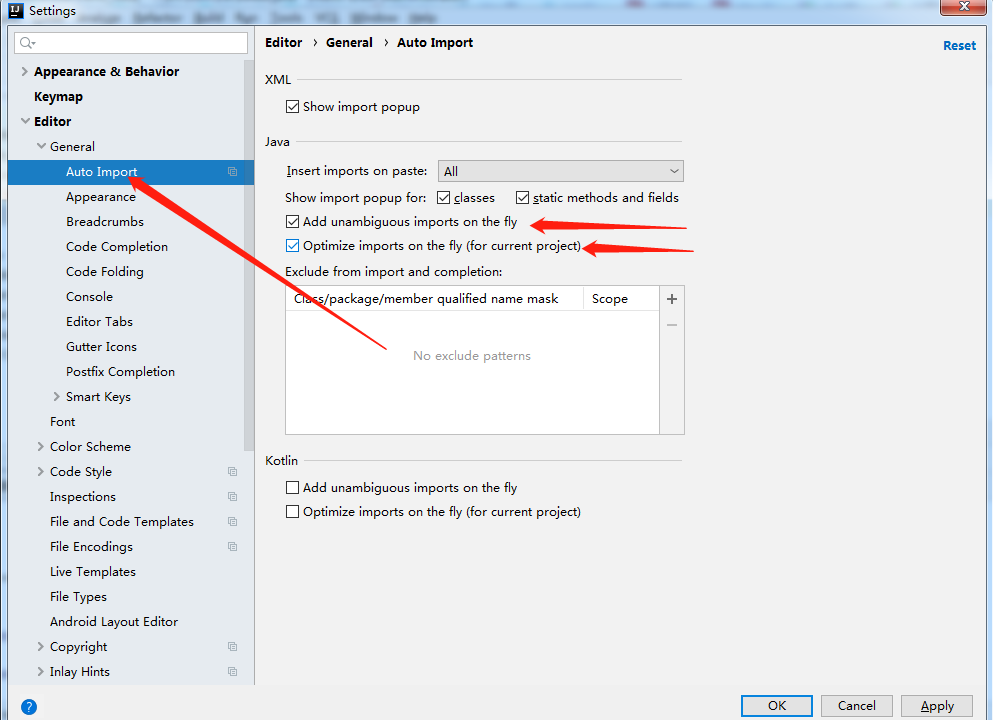 Settings
Editor › General › Auto Import
Reset
Appearance & Behavior
Keymap
Editor
General
Auto Import
Appearance
Breadcrumbs
Code Completion
Code Folding
Console
Editor Tabs
Gutter Icons
Postfix Completion
Smart Keys
Font
Color Scheme
Code Style
Inspections
File and Code Templates
File Encodings
Live Templates
File Types
Android Layout Editor
Copyright
Inlay Hints
XML
Show import popup
Java
Insert imports on paste: All
Show import popup for: classes static methods and fields
Add unambiguous imports on the fly
Optimize imports on the fly (for current project)
Exclude from import and completion:
Class/package/member qualified name mask Scope
No exclude patterns
Kotlin
Add unambiguous imports on the fly
Optimize imports on the fly (for current project)
OK Cancel Apply